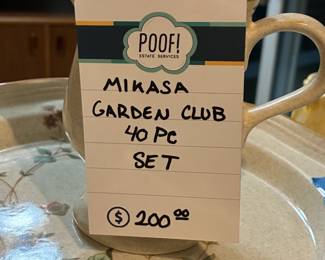 POOF!
ESTATE SERVICES
MIKASA
GARDEN CLUB
40 PC
SET
$ 200.00